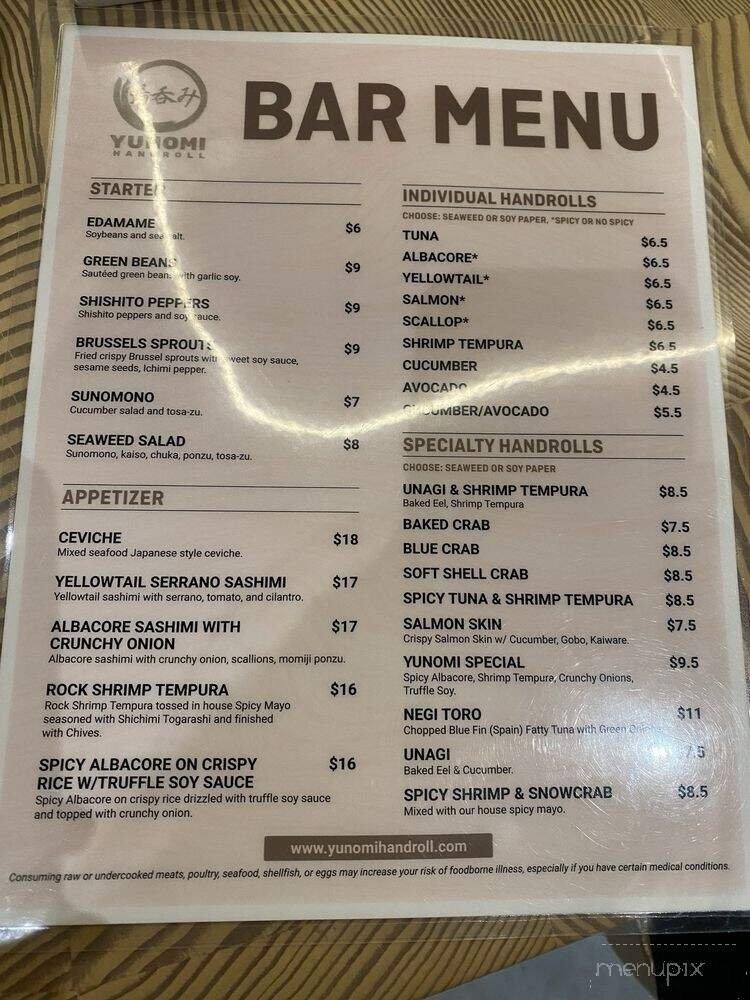 呑み
YUNOMI
HANDROLL
BAR MENU
STARTER
EDAMAME $6
Soybeans and sea salt.
GREEN BEANS $9
Sautéed green beans with garlic soy.
SHISHITO PEPPERS $9
Shishito peppers and soy sauce.
BRUSSELS SPROUTS $9
Fried crispy Brussel sprouts with sweet soy sauce,
sesame seeds, Ichimi pepper.
SUNOMONO $7
Cucumber salad and tosa-zu.
SEAWEED SALAD $8
Sunomono, kaiso, chuka, ponzu, tosa-zu.
APPETIZER
CEVICHE $18
Mixed seafood Japanese style ceviche.
YELLOWTAIL SERRANO SASHIMI $17
Yellowtail sashimi with serrano, tomato, and cilantro.
ALBACORE SASHIMI WITH $17
CRUNCHY ONION
Albacore sashimi with crunchy onion, scallions, momiji ponzu.
ROCK SHRIMP TEMPURA $16
Rock Shrimp Tempura tossed in house Spicy Mayo
seasoned with Shichimi Togarashi and finished
with Chives.
SPICY ALBACORE ON CRISPY $16
RICE W/TRUFFLE SOY SAUCE
Spicy Albacore on crispy rice drizzled with truffle soy sauce
and topped with crunchy onion.
INDIVIDUAL HANDROLLS
CHOOSE: SEAWEED OR SOY PAPER, *SPICY OR NO SPICY
TUNA $6.5
ALBACORE* $6.5
YELLOWTAIL* $6.5
SALMON* $6.5
SCALLOP* $6.5
SHRIMP TEMPURA $6.5
CUCUMBER $4.5
AVOCADO $4.5
CUCUMBER/AVOCADO $5.5
SPECIALTY HANDROLLS
CHOOSE: SEAWEED OR SOY PAPER
UNAGI & SHRIMP TEMPURA $8.5
Baked Eel, Shrimp Tempura
BAKED CRAB $7.5
BLUE CRAB $8.5
SOFT SHELL CRAB $8.5
SPICY TUNA & SHRIMP TEMPURA $8.5
SALMON SKIN $7.5
Crispy Salmon Skin w/ Cucumber, Gobo, Kaiware.
YUNOMI SPECIAL $9.5
Spicy Albacore, Shrimp Tempura, Crunchy Onions,
Truffle Soy.
NEGI TORO $11
Chopped Blue Fin (Spain) Fatty Tuna with Green Onions
UNAGI 7.5
Baked Eel & Cucumber.
SPICY SHRIMP & SNOWCRAB $8.5
Mixed with our house spicy mayo.
www.yunomihandroll.com
Consuming raw or undercooked meats, poultry, seafood, shellfish, or eggs may increase your risk of foodborne illness, especially if you have certain medical conditions.
menupix